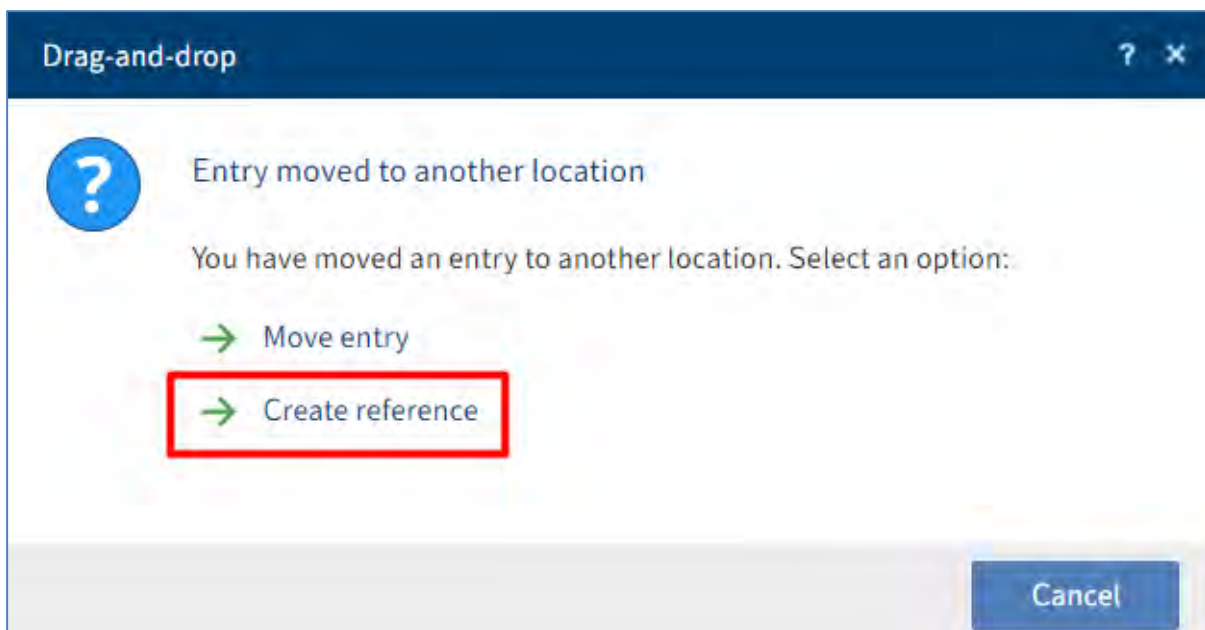 Drag-and-drop ? ×
Entry moved to another location
You have moved an entry to another location. Select an option:
→ Move entry
→ Create reference
Cancel